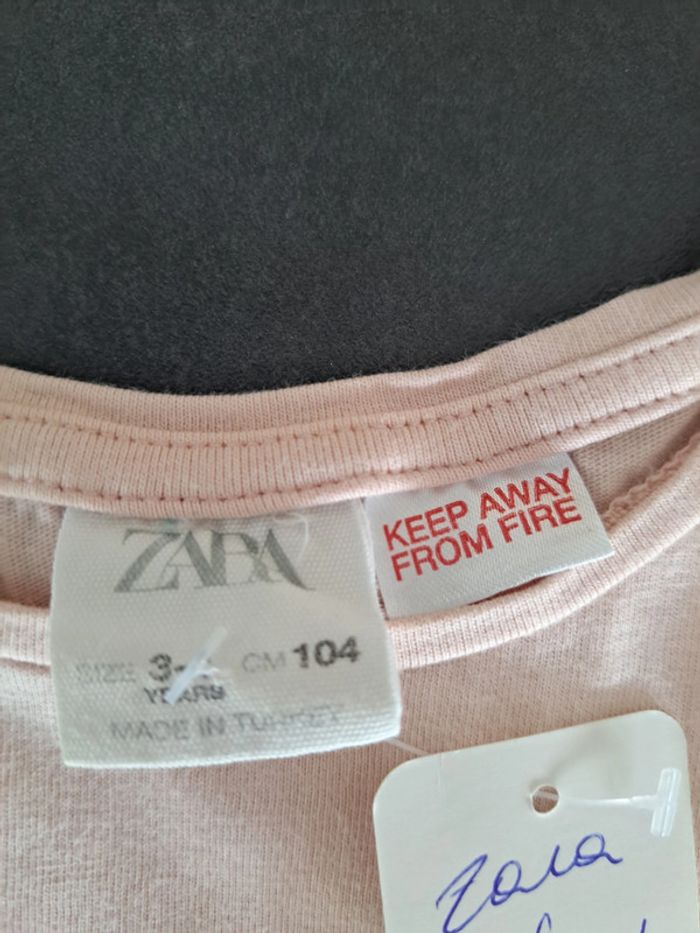 ZARA
SIZE 3- CM 104
YEARS
MADE IN TURKEY
KEEP AWAY
FROM FIRE
Zara